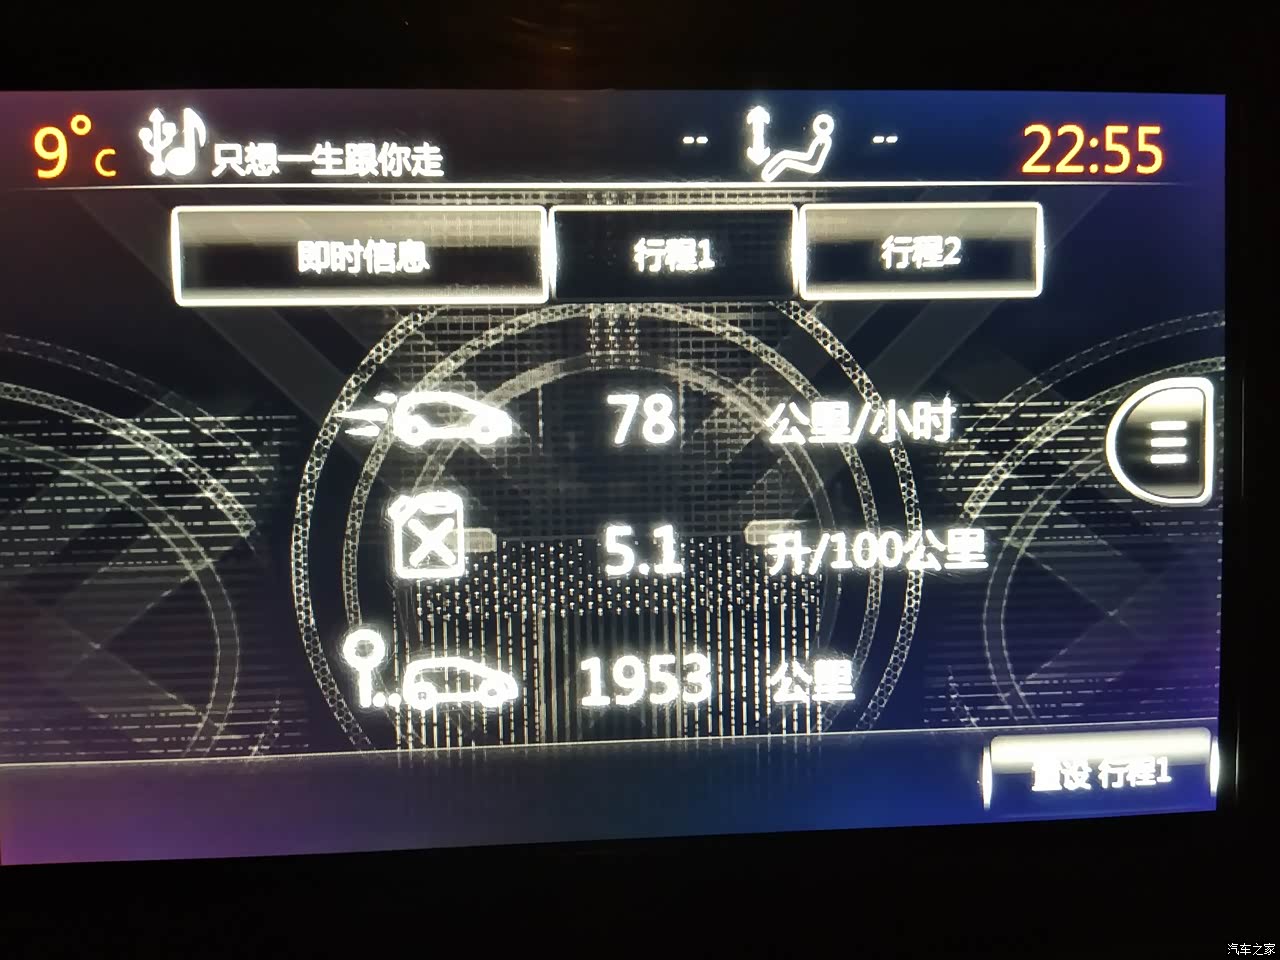 9°c 只想一生跟你走 -- -- 22:55
即时信息 行程1 行程2
78 公里/小时
5.1 升/100公里
1953 公里
重设 行程1
汽车之家